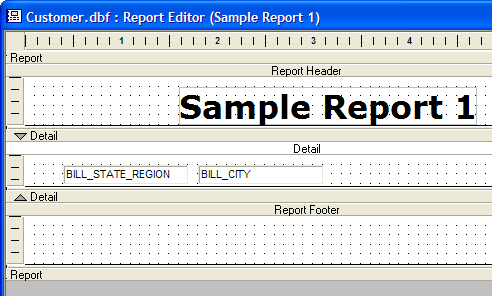 Customer.dbf : Report Editor (Sample Report 1)
1 2 3 4
Report
Report Header
Sample Report 1
Detail
Detail
BILL_STATE_REGION BILL_CITY
Detail
Report Footer
Report